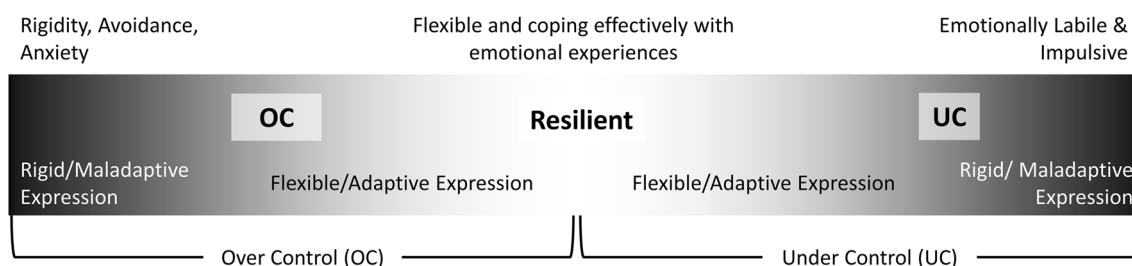 Rigidity, Avoidance,
Anxiety
Flexible and coping effectively with
emotional experiences
Emotionally Labile &
Impulsive
OC
Resilient
UC
Rigid/Maladaptive
Expression
Flexible/Adaptive Expression
Flexible/Adaptive Expression
Rigid/ Maladaptive
Expression
Over Control (OC)
Under Control (UC)